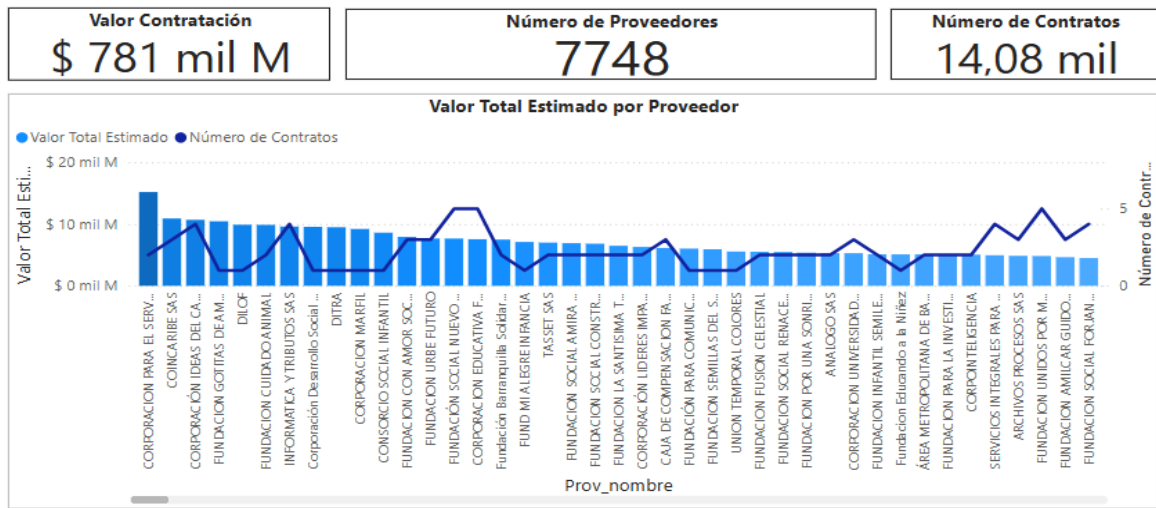 Valor Contratación
$ 781 mil M
Número de Proveedores
7748
Número de Contratos
14,08 mil
Valor Total Estimado por Proveedor
Valor Total Estimado
Número de Contratos
Valor Total Esti...
$ 20 mil M
$ 10 mil M
$ 0 mil M
5
0
Número de Contr...
CORPORACION PARA EL SERV...
COINCARIBE SAS
CORPORACIÓN IDEAS DEL CA...
FUNDACION GOTITAS DE AM...
DILOF
FUNDACION CUIDADO ANIMAL
INFORMATICA Y TRIBUTOS SAS
Corporación Desarrollo Social ...
DITRA
CORPORACION MARFIL
CONSORCIO SOCIAL INFANTIL
FUNDACION CON AMOR SOC...
FUNDACION URIBE FUTURO
FUNDACIÓN SOCIAL NUEVO ...
CORPORACION EDUCATIVA F...
Fundación Barranquilla Solidar...
FUND MI ALEGRE INFANCIA
TASSET SAS
FUNDACION SOCIAL AMIRA ...
FUNDACION SOCIAL CONSTR...
FUNDACION LA SANTISIMA T...
CORPORACIÓN LIDERES IMPA...
CAJA DE COMPENSACION FA...
FUNDACIÓN PARA COMUNIC...
FUNDACION SEMILLAS DEL S...
UNION TEMPORAL COLORES
FUNDACION FUSION CELESTIAL
FUNDACION SOCIAL RENACE...
FUNDACION POR UNA SONRI...
ANALOGO SAS
CORPORACION UNIVERSIDAD...
FUNDACION INFANTIL SEMILE...
Fundacion Educando a la Niñez
ÁREA METROPOLITANA DE BA...
FUNDACION PARA LA INVESTI...
CORPOINTELIGENCIA
SERVICIOS INTEGRALES PARA ...
ARCHIVOS PROCESOS SAS
FUNDACION UNIDOS POR M...
FUNDACION AMILCAR GUIDO...
FUNDACION SOCIAL FORJAN...
Prov_nombre